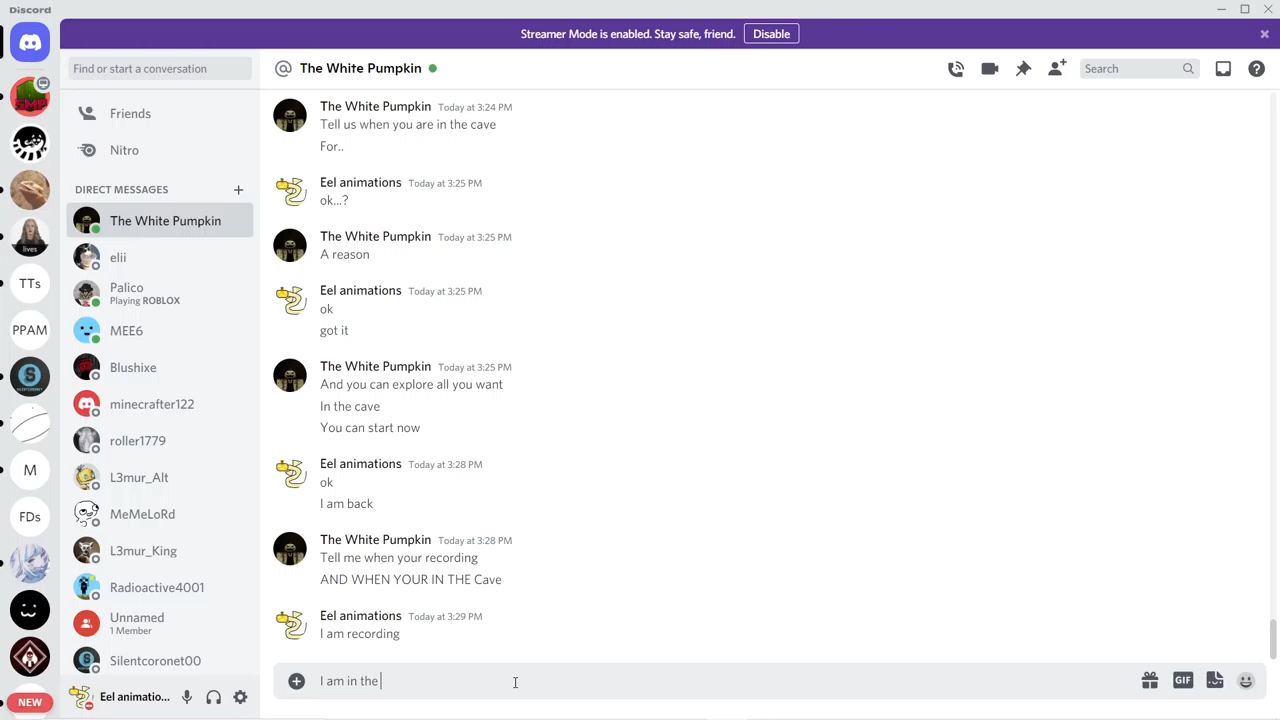 Discord
Streamer Mode is enabled. Stay safe, friend.
Disable
Find or start a conversation
The White Pumpkin
Search
SMP
lives
TTs
PPAM
S
M
FDs
NEW
Friends
Nitro
DIRECT MESSAGES
The White Pumpkin
elii
Palico
Playing ROBLOX
MEE6
Blushixe
minecrafter122
roller1779
L3mur_Alt
MeMeLoRd
L3mur_King
Radioactive4001
Unnamed
1 Member
Silentcoronet00
Eel animatio...
The White Pumpkin Today at 3:24 PM
Tell us when you are in the cave
For..
Eel animations Today at 3:25 PM
ok...?
The White Pumpkin Today at 3:25 PM
A reason
Eel animations Today at 3:25 PM
ok
got it
The White Pumpkin Today at 3:25 PM
And you can explore all you want
In the cave
You can start now
Eel animations Today at 3:28 PM
ok
I am back
The White Pumpkin Today at 3:28 PM
Tell me when your recording
AND WHEN YOUR IN THE Cave
Eel animations Today at 3:29 PM
I am recording
I am in the
GIF